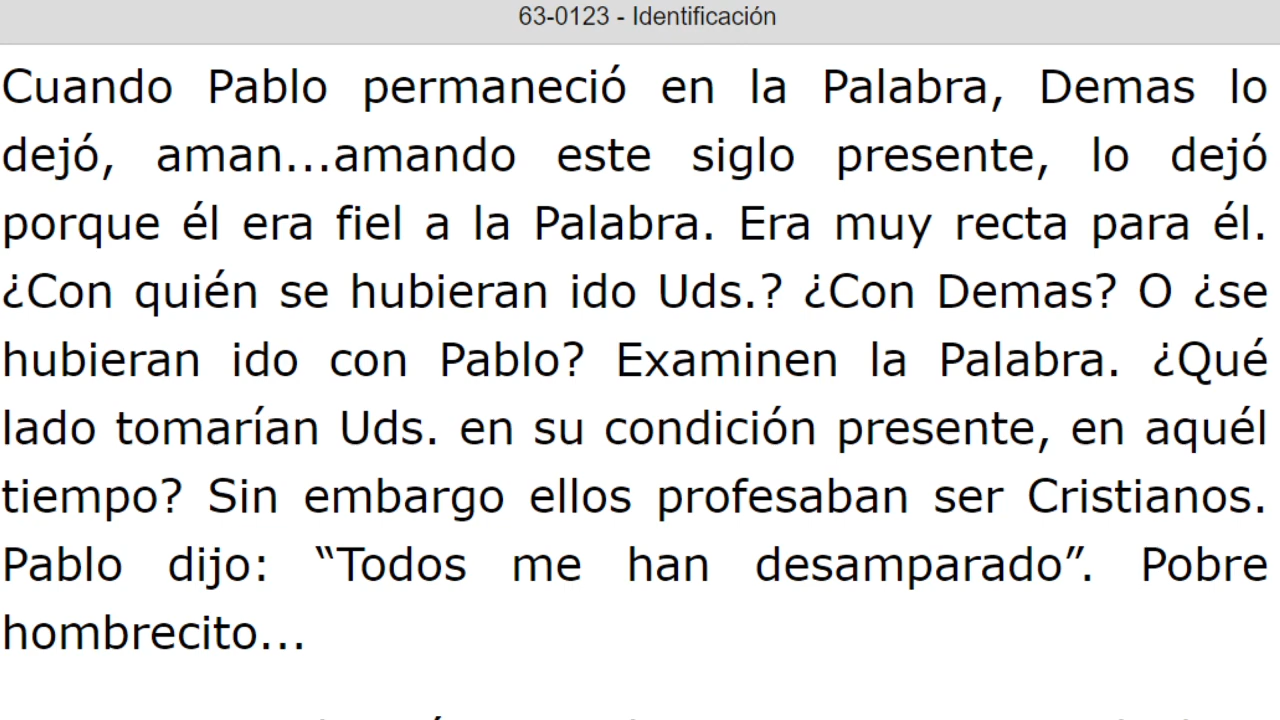 63-0123 - Identificación
Cuando Pablo permaneció en la Palabra, Demas lo
dejó, aman...amando este siglo presente, lo dejó
porque él era fiel a la Palabra. Era muy recta para él.
¿Con quién se hubieran ido Uds.? ¿Con Demas? O ¿se
hubieran ido con Pablo? Examinen la Palabra. ¿Qué
lado tomarían Uds. en su condición presente, en aquél
tiempo? Sin embargo ellos profesaban ser Cristianos.
Pablo dijo: “Todos me han desamparado”. Pobre
hombrecito...